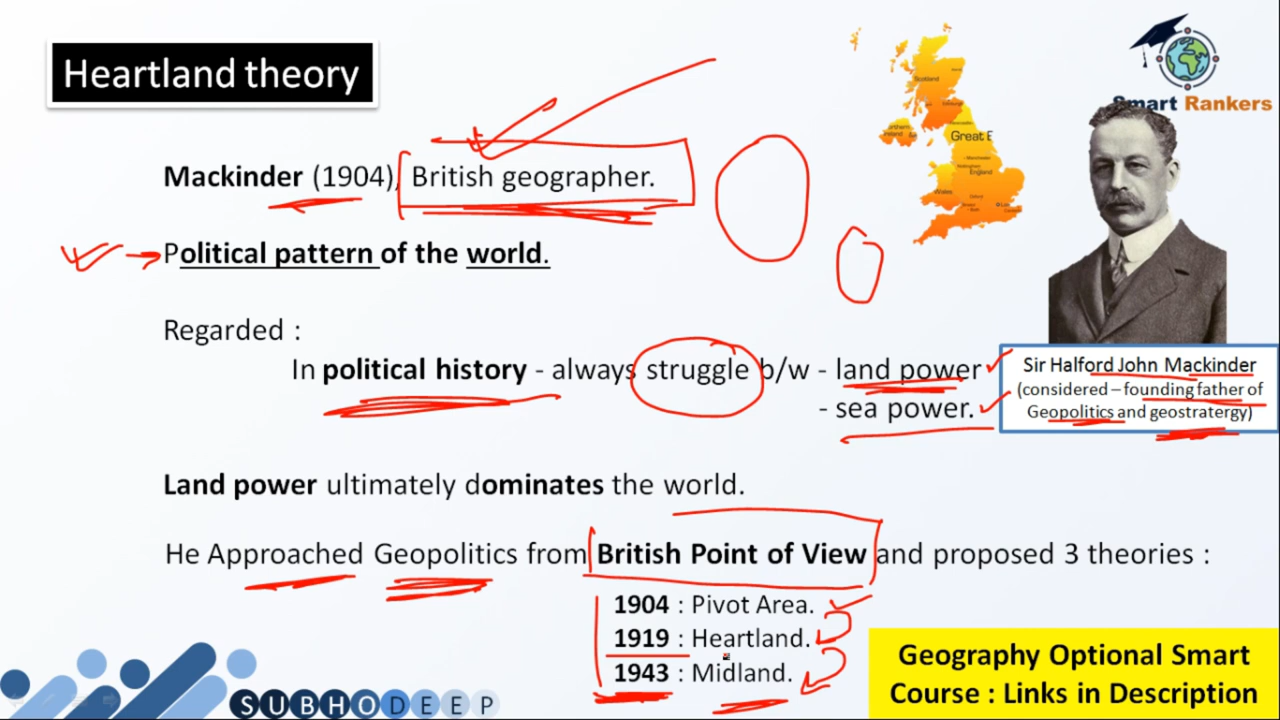 Heartland theory
Smart Rankers
Mackinder (1904), British geographer.
Political pattern of the world.
Regarded :
In political history - always struggle b/w - land power
- sea power.
Sir Halford John Mackinder
(considered – founding father of
Geopolitics and geostratergy)
Land power ultimately dominates the world.
He Approached Geopolitics from British Point of View and proposed 3 theories :
1904 : Pivot Area.
1919 : Heartland.
1943 : Midland.
Geography Optional Smart
Course : Links in Description
SUBHODEEP
Scotland
Northern
Ireland
Great E
Manchester
England
Wales